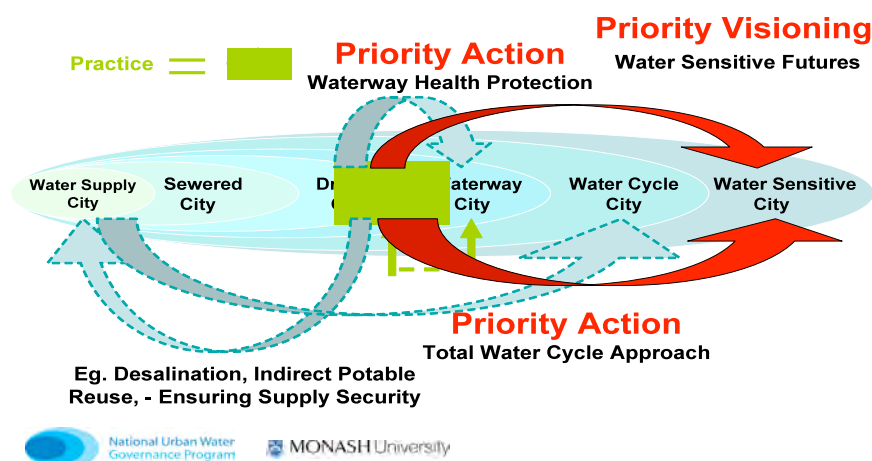 Priority Visioning
Water Sensitive Futures
Priority Action
Waterway Health Protection
Practice
Water Supply
City
Sewered
City
City
Water Cycle
City
Water Sensitive
City
Priority Action
Total Water Cycle Approach
Eg. Desalination, Indirect Potable
Reuse, - Ensuring Supply Security
National Urban Water
Governance Program
MONASH University